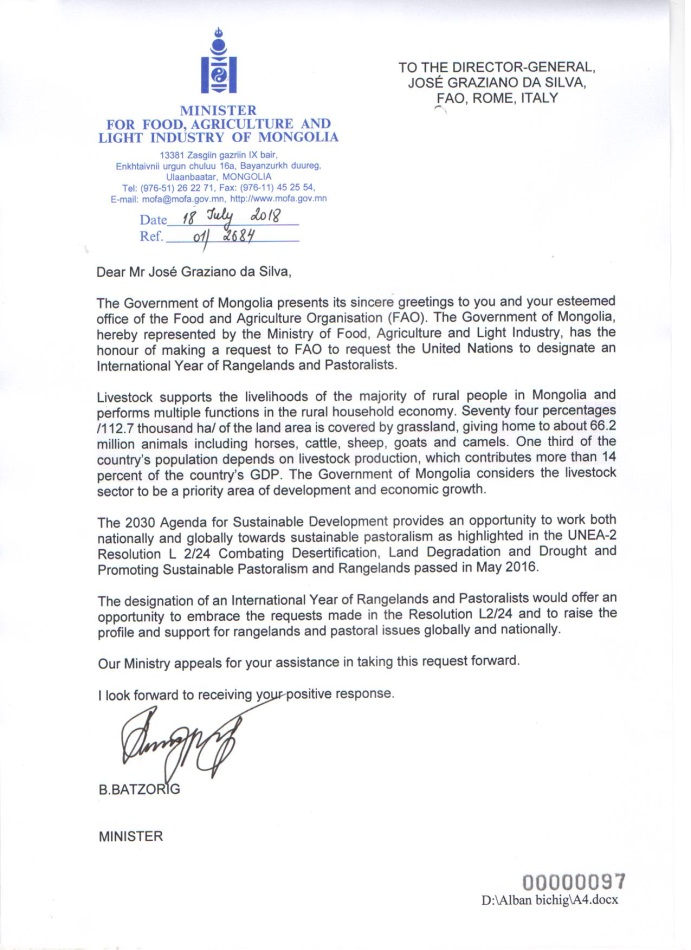 MINISTER
FOR FOOD, AGRICULTURE AND
LIGHT INDUSTRY OF MONGOLIA
13381 Zasgiin gazriin IX bair,
Enkhtaivnii urgun chuluu 16a, Bayanzurkh duureg,
Ulaanbaatar, MONGOLIA
Tel: (976-51) 26 22 71, Fax: (976-11) 45 25 54,
E-mail: mofa@mofa.gov.mn, http://www.mofa.gov.mn
Date 18 July 2018
Ref. 01/2684
TO THE DIRECTOR-GENERAL,
JOSÉ GRAZIANO DA SILVA,
FAO, ROME, ITALY
Dear Mr José Graziano da Silva,
The Government of Mongolia presents its sincere greetings to you and your esteemed
office of the Food and Agriculture Organisation (FAO). The Government of Mongolia,
hereby represented by the Ministry of Food, Agriculture and Light Industry, has the
honour of making a request to FAO to request the United Nations to designate an
International Year of Rangelands and Pastoralists.
Livestock supports the livelihoods of the majority of rural people in Mongolia and
performs multiple functions in the rural household economy. Seventy four percentages
/112.7 thousand ha/ of the land area is covered by grassland, giving home to about 66.2
million animals including horses, cattle, sheep, goats and camels. One third of the
country's population depends on livestock production, which contributes more than 14
percent of the country's GDP. The Government of Mongolia considers the livestock
sector to be a priority area of development and economic growth.
The 2030 Agenda for Sustainable Development provides an opportunity to work both
nationally and globally towards sustainable pastoralism as highlighted in the UNEA-2
Resolution L 2/24 Combating Desertification, Land Degradation and Drought and
Promoting Sustainable Pastoralism and Rangelands passed in May 2016.
The designation of an International Year of Rangelands and Pastoralists would offer an
opportunity to embrace the requests made in the Resolution L2/24 and to raise the
profile and support for rangelands and pastoral issues globally and nationally.
Our Ministry appeals for your assistance in taking this request forward.
I look forward to receiving your positive response.
B.BATZORIG
MINISTER
00000097
D:\Alban bichig\A4.docx